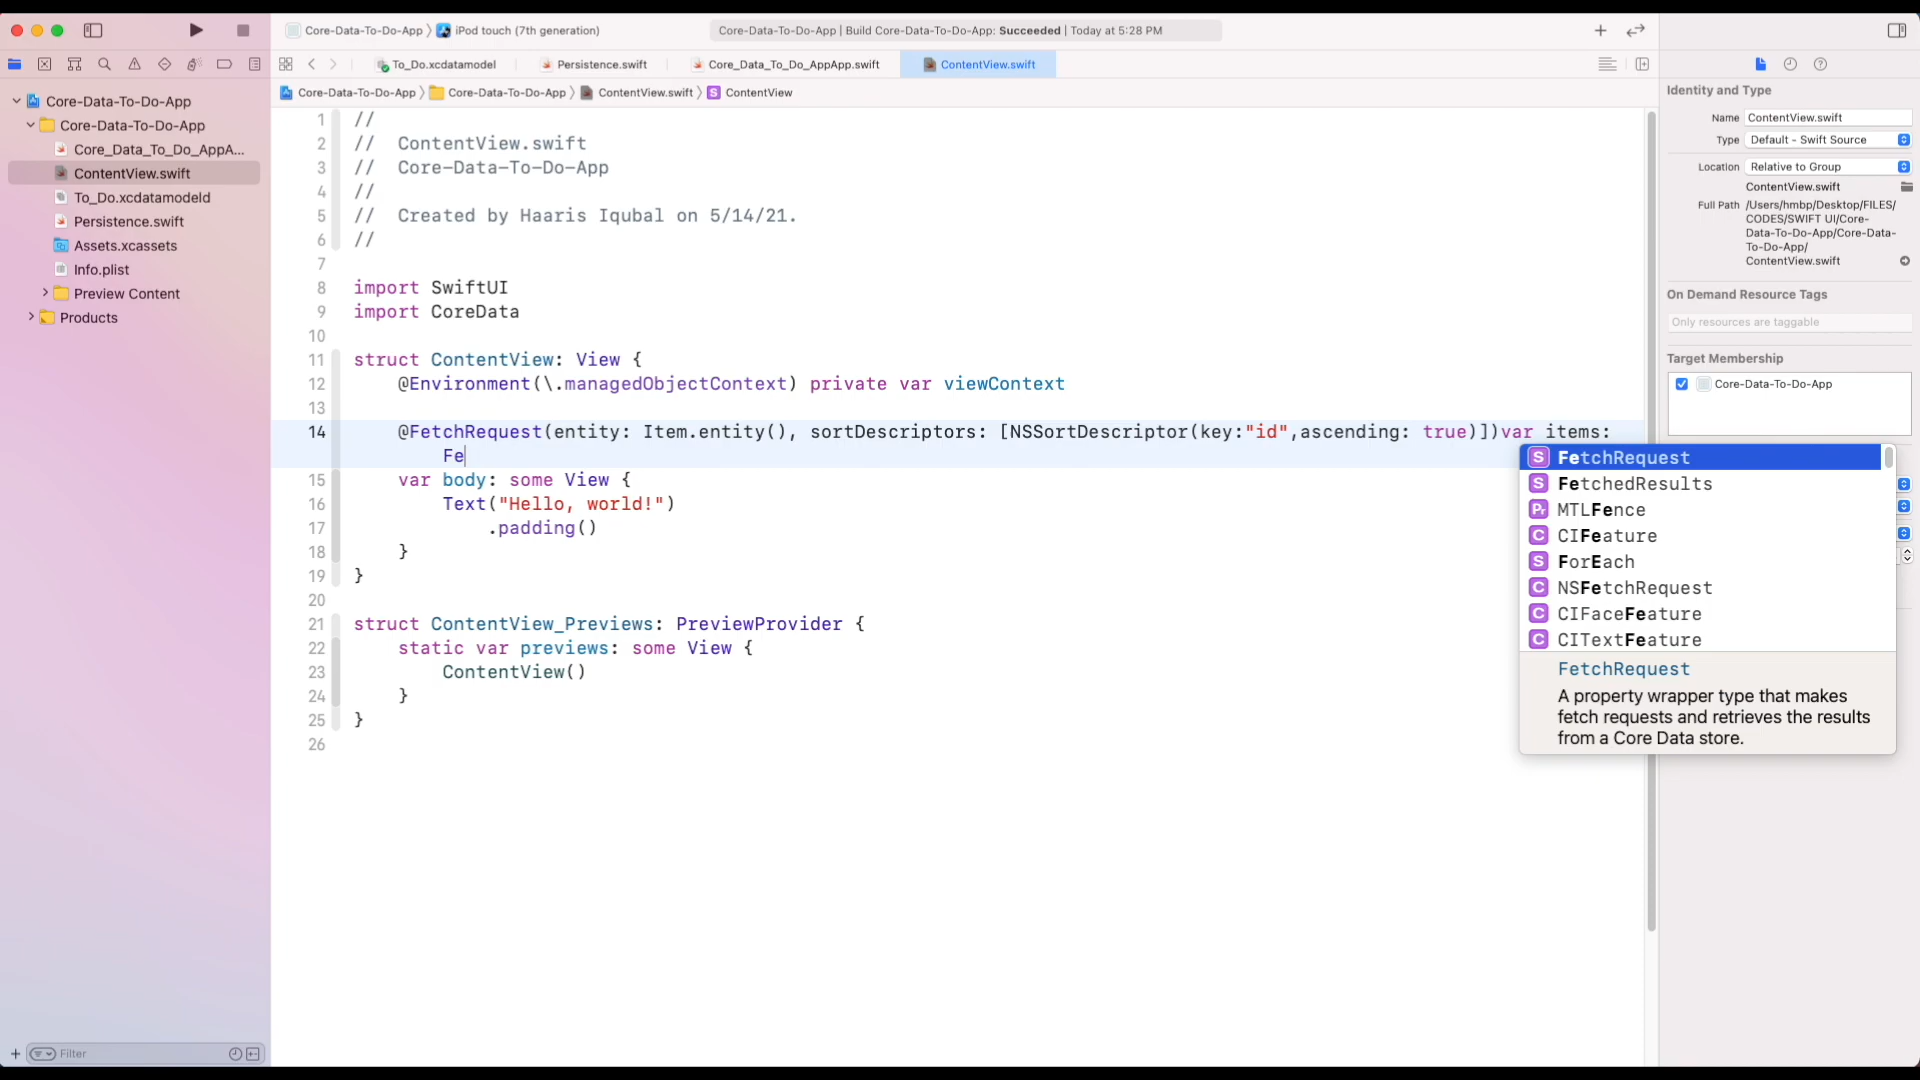 Core-Data-To-Do-App 〉 iPod touch (7th generation)
Core-Data-To-Do-App | Build Core-Data-To-Do-App: Succeeded | Today at 5:28 PM
To_Do.xcdatamodel
Persistence.swift
Core_Data_To_Do_AppApp.swift
ContentView.swift
Core-Data-To-Do-App 〉 Core-Data-To-Do-App 〉 ContentView.swift 〉 S ContentView
Core-Data-To-Do-App
Core-Data-To-Do-App
Core_Data_To_Do_AppA...
ContentView.swift
To_Do.xcdatamodeld
Persistence.swift
Assets.xcassets
Info.plist
Preview Content
Products
Filter
1 //
2 // ContentView.swift
3 // Core-Data-To-Do-App
4 //
5 // Created by Haaris Iqubal on 5/14/21.
6 //
7
8 import SwiftUI
9 import CoreData
10
11 struct ContentView: View {
12 @Environment(\.managedObjectContext) private var viewContext
13
14 @FetchRequest(entity: Item.entity(), sortDescriptors: [NSSortDescriptor(key:"id",ascending: true)])var items:
Fe
15 var body: some View {
16 Text("Hello, world!")
17 .padding()
18 }
19 }
20
21 struct ContentView_Previews: PreviewProvider {
22 static var previews: some View {
23 ContentView()
24 }
25 }
26
S FetchRequest
S FetchedResults
Pr MTLFence
C CIFeature
S ForEach
C NSFetchRequest
C CIFaceFeature
C CITextFeature
FetchRequest
A property wrapper type that makes
fetch requests and retrieves the results
from a Core Data store.
Identity and Type
Name ContentView.swift
Type Default - Swift Source
Location Relative to Group
ContentView.swift
Full Path /Users/hmbp/Desktop/FILES/
CODES/SWIFT UI/Core-
Data-To-Do-App/Core-Data-
To-Do-App/
ContentView.swift
On Demand Resource Tags
Only resources are taggable
Target Membership
Core-Data-To-Do-App